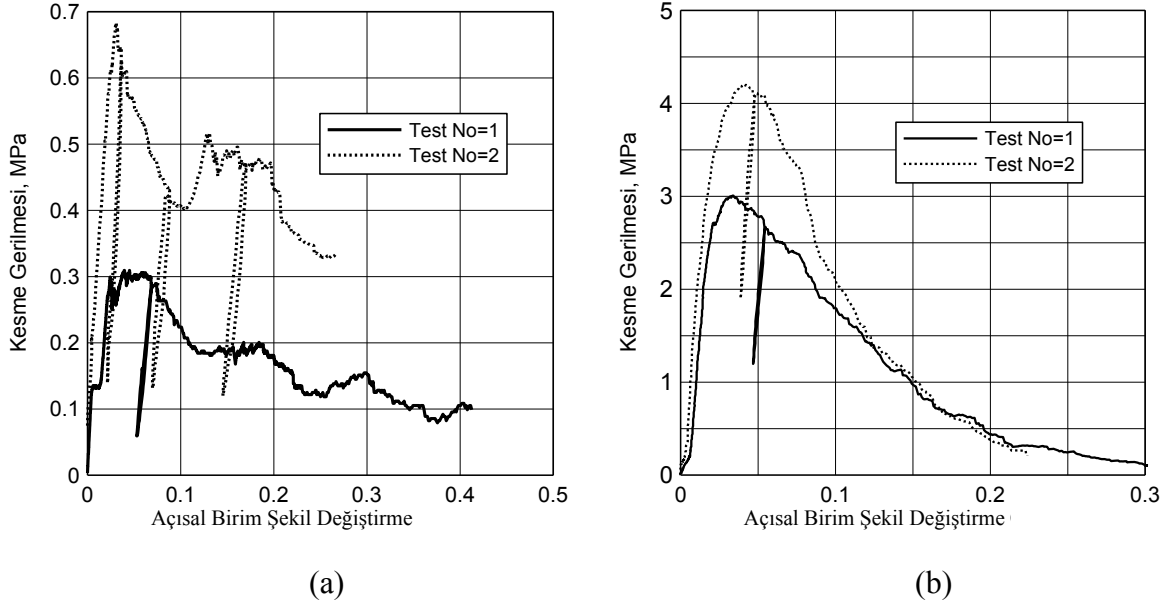 0.7
0.6
0.5
0.4
0.3
0.2
0.1
0
Kesme Gerilmesi, MPa
Test No=1
Test No=2
0 0.1 0.2 0.3 0.4 0.5
Açısal Birim Şekil Değiştirme
(a)
5
4
3
2
1
0
Kesme Gerilmesi, MPa
Test No=1
Test No=2
0 0.1 0.2 0.3
Açısal Birim Şekil Değiştirme
(b)